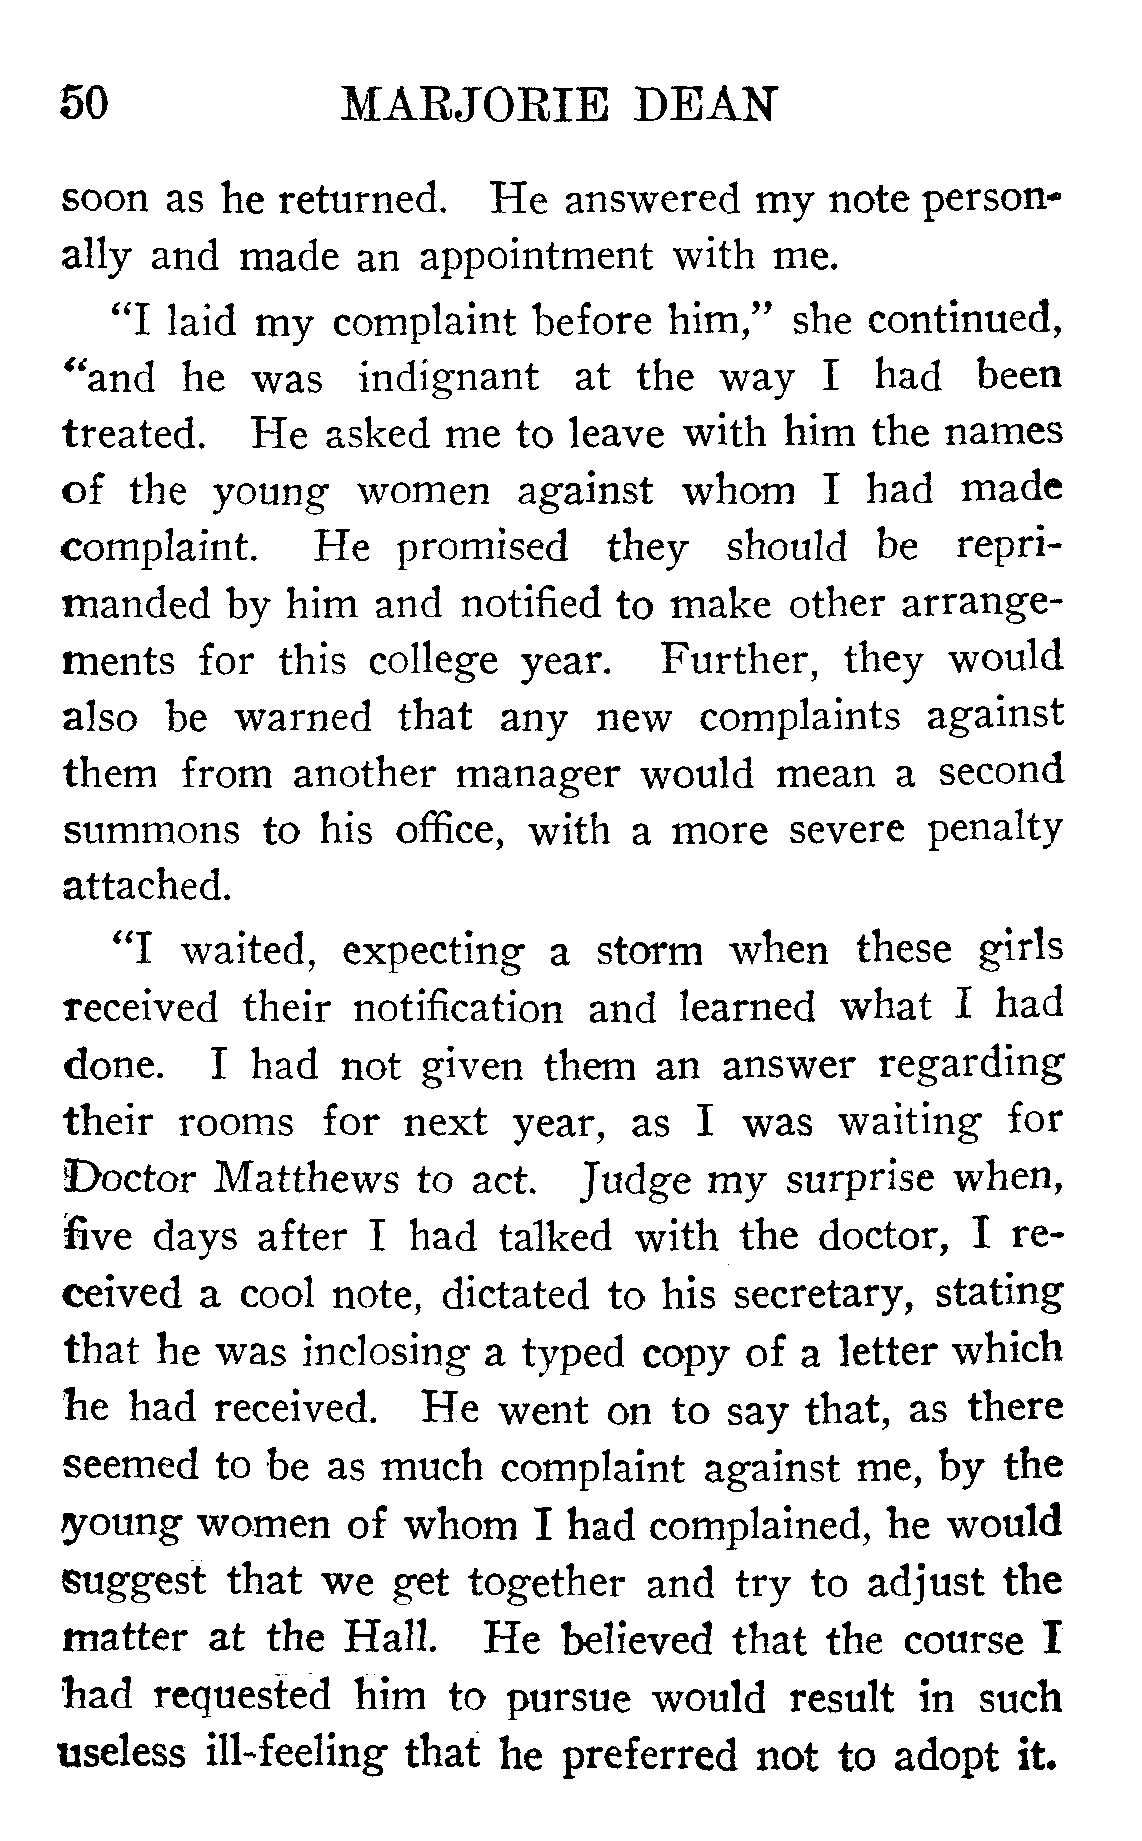 50 MARJORIE DEAN
soon as he returned. He answered my note person-
ally and made an appointment with me.
“I laid my complaint before him,” she continued,
“and he was indignant at the way I had been
treated. He asked me to leave with him the names
of the young women against whom I had made
complaint. He promised they should be repri-
manded by him and notified to make other arrange-
ments for this college year. Further, they would
also be warned that any new complaints against
them from another manager would mean a second
summons to his office, with a more severe penalty
attached.
“I waited, expecting a storm when these girls
received their notification and learned what I had
done. I had not given them an answer regarding
their rooms for next year, as I was waiting for
Doctor Matthews to act. Judge my surprise when,
five days after I had talked with the doctor, I re-
ceived a cool note, dictated to his secretary, stating
that he was inclosing a typed copy of a letter which
he had received. He went on to say that, as there
seemed to be as much complaint against me, by the
young women of whom I had complained, he would
suggest that we get together and try to adjust the
matter at the Hall. He believed that the course I
had requested him to pursue would result in such
useless ill-feeling that he preferred not to adopt it.